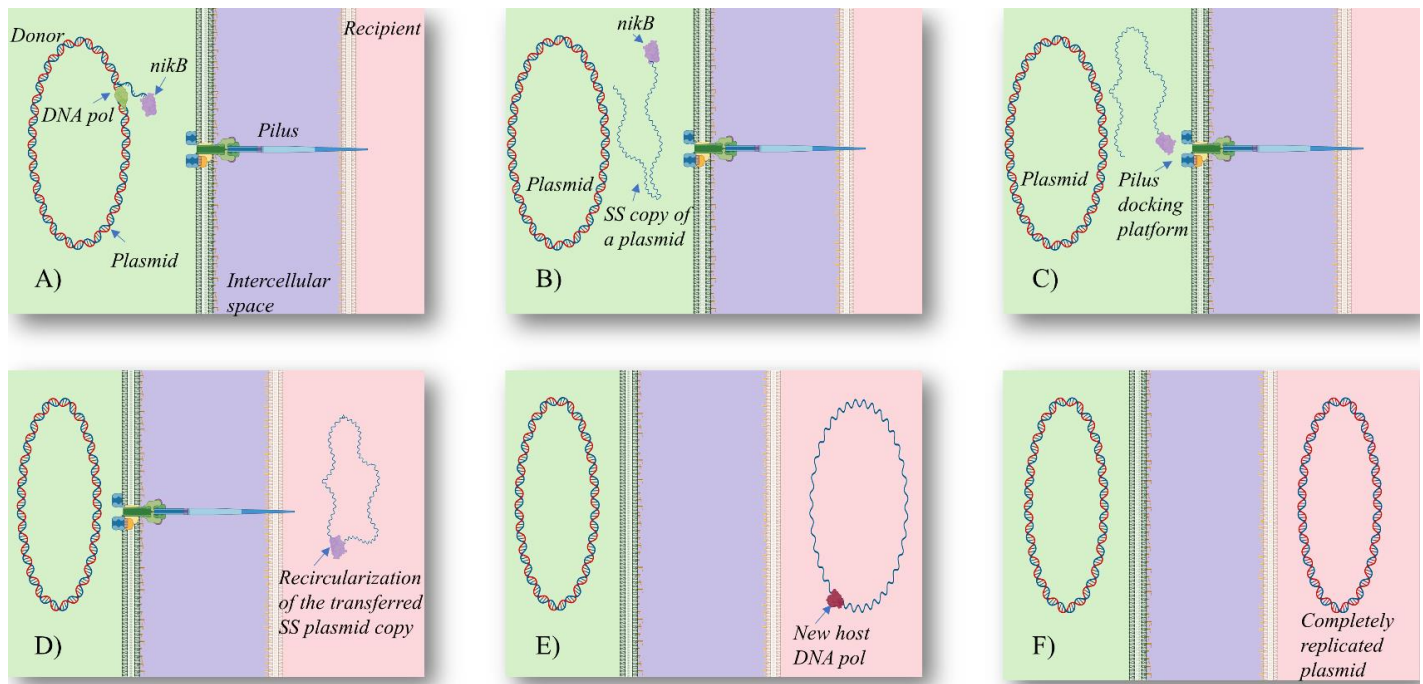 Donor
Recipient
nikB
DNA pol
Pilus
Plasmid
Intercellular
space
A)
nikB
Plasmid
SS copy of
a plasmid
B)
Plasmid
Pilus
docking
platform
C)
Recircularization
of the transferred
SS plasmid copy
D)
New host
DNA pol
E)
Completely
replicated
plasmid
F)